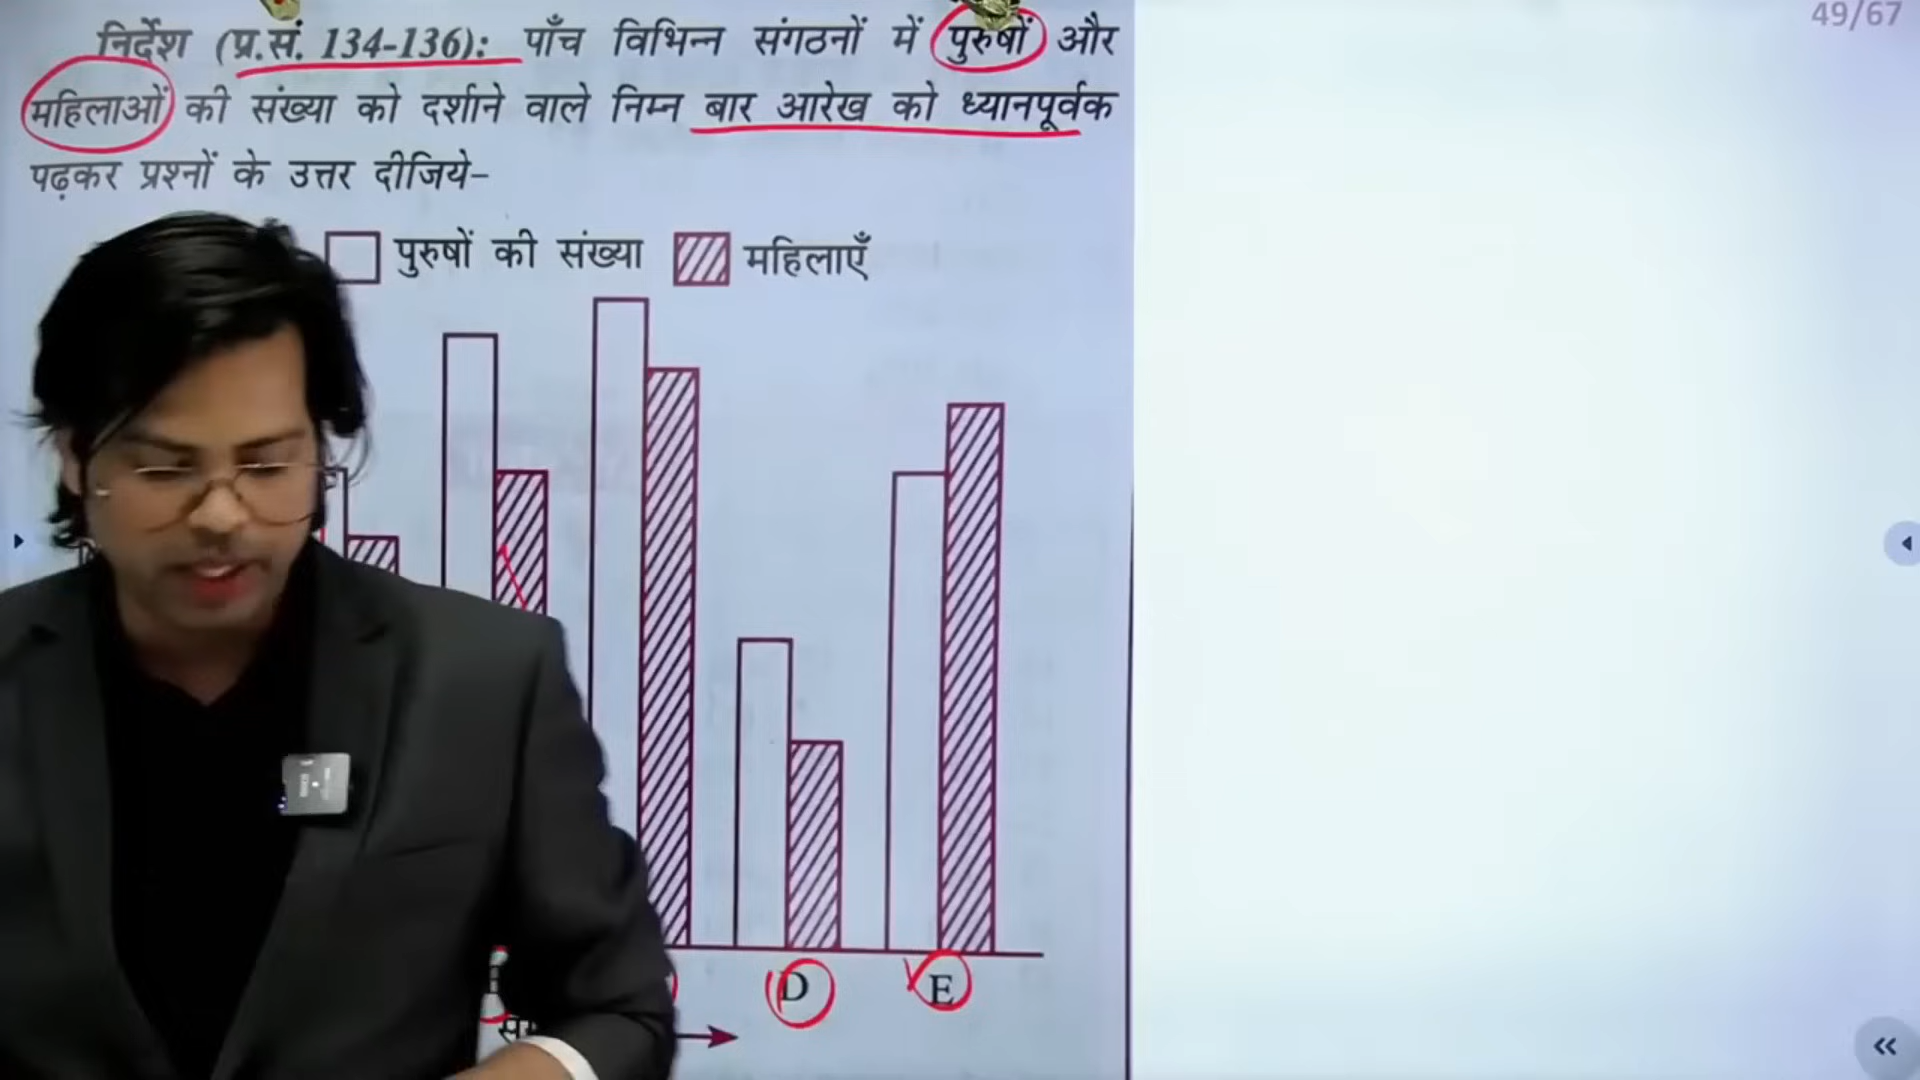 49/67
निर्देश (प्र.सं. 134-136): पाँच विभिन्न संगठनों में पुरुषों और
महिलाओं की संख्या को दर्शाने वाले निम्न बार आरेख को ध्यानपूर्वक
पढ़कर प्रश्नों के उत्तर दीजिये–
पुरुषों की संख्या महिलाएँ
D E